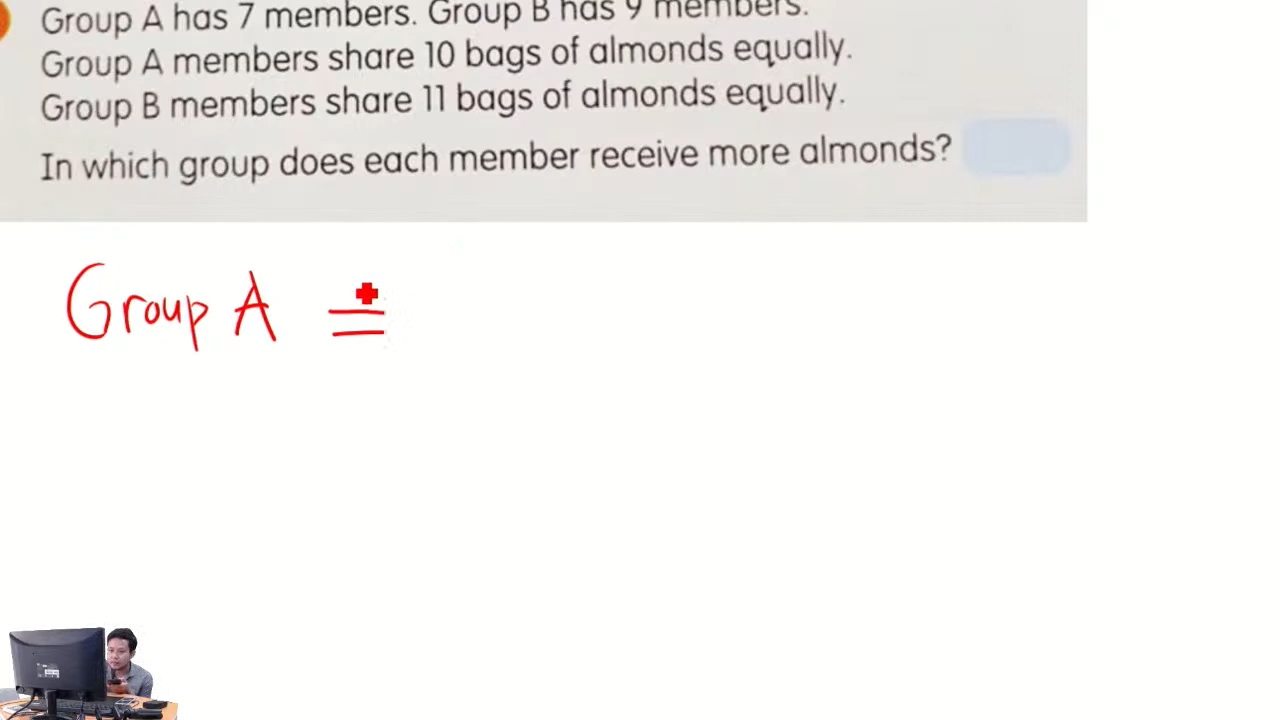 Group A has 7 members. Group B has 9 members.
Group A members share 10 bags of almonds equally.
Group B members share 11 bags of almonds equally.
In which group does each member receive more almonds?
Group A =